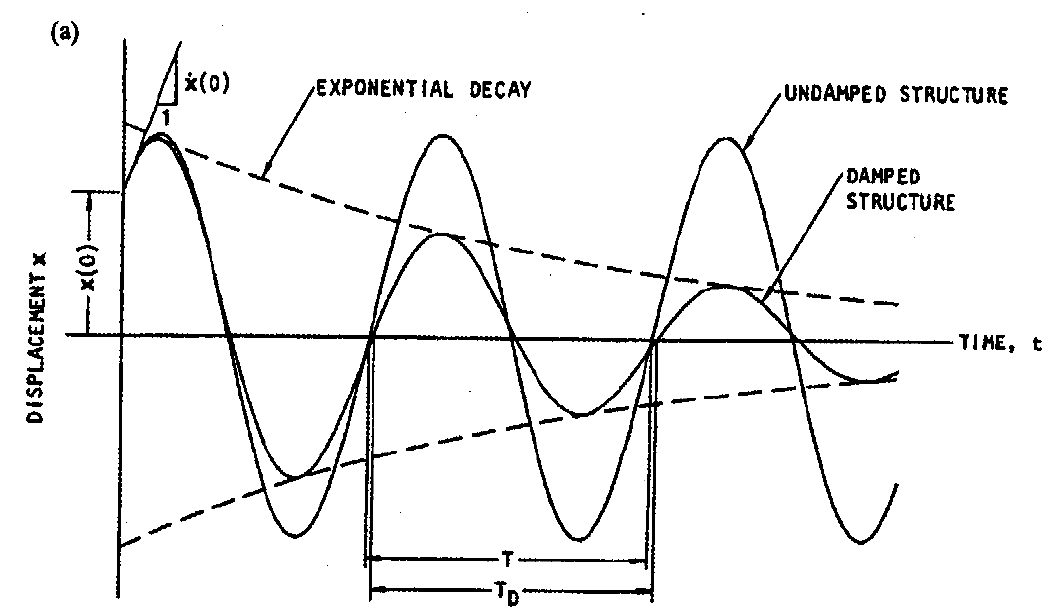 (a)
ẋ(0)
1
EXPONENTIAL DECAY
UNDAMPED STRUCTURE
DAMPED
STRUCTURE
x(0)
DISPLACEMENT x
TIME, t
T
T_D